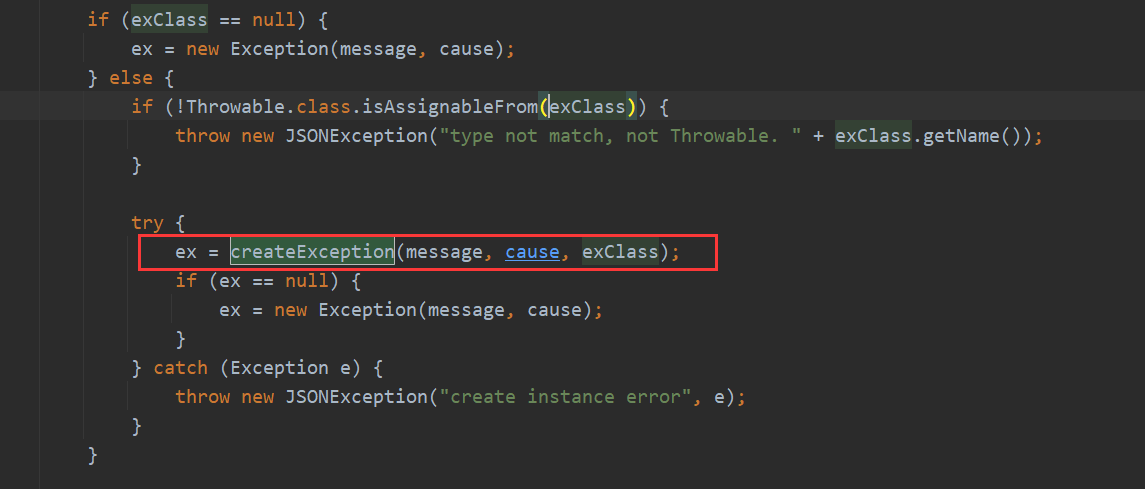 if (exClass == null) {
ex = new Exception(message, cause);
} else {
if (!Throwable.class.isAssignableFrom(exClass)) {
throw new JSONException("type not match, not Throwable. " + exClass.getName());
}
try {
ex = createException(message, cause, exClass);
if (ex == null) {
ex = new Exception(message, cause);
}
} catch (Exception e) {
throw new JSONException("create instance error", e);
}
}